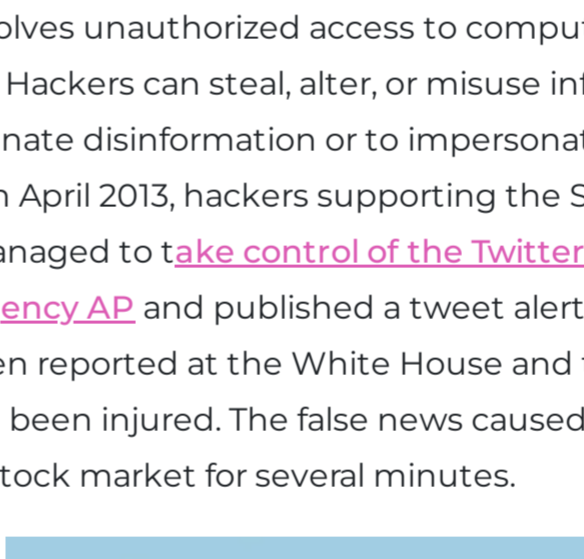 olves unauthorized access to compu
Hackers can steal, alter, or misuse in
nate disinformation or to impersona
April 2013, hackers supporting the S
anaged to take control of the Twitter
ency AP and published a tweet alert
en reported at the White House and
been injured. The false news caused
tock market for several minutes.